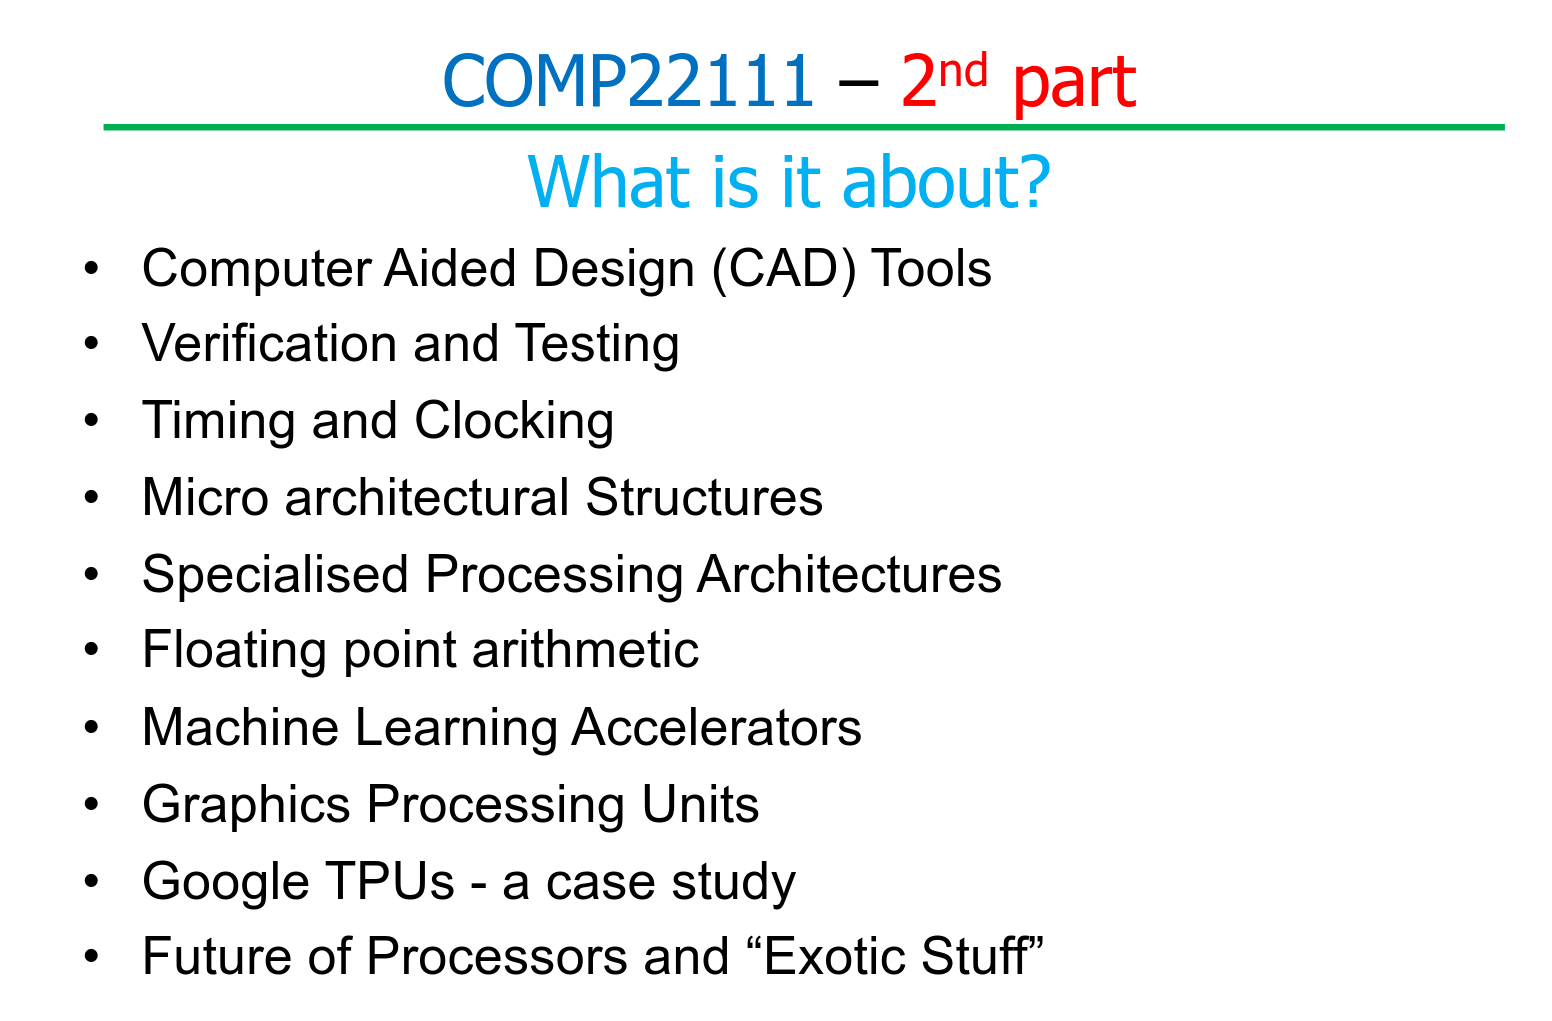 COMP22111 – 2nd part
What is it about?
• Computer Aided Design (CAD) Tools
• Verification and Testing
• Timing and Clocking
• Micro architectural Structures
• Specialised Processing Architectures
• Floating point arithmetic
• Machine Learning Accelerators
• Graphics Processing Units
• Google TPUs - a case study
• Future of Processors and “Exotic Stuff”